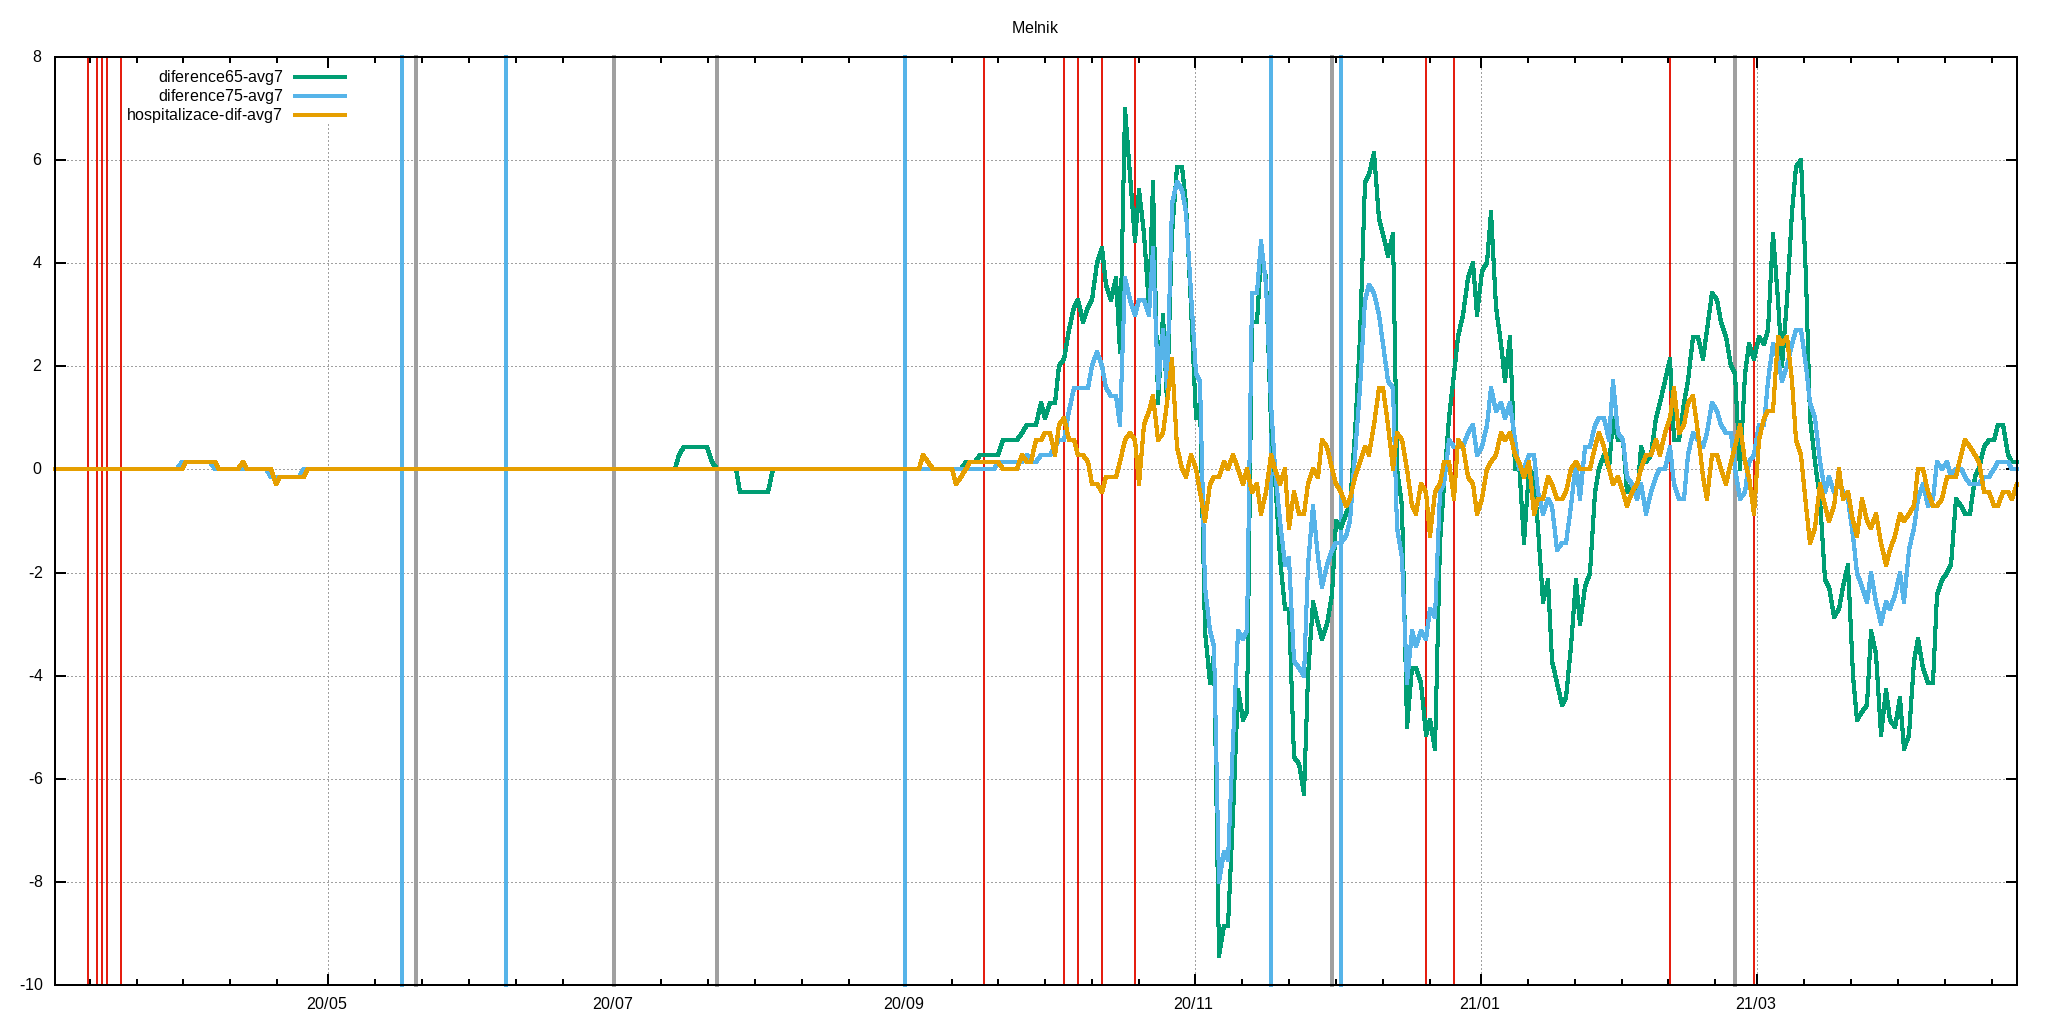 Melnik
diference65-avg7
diference75-avg7
hospitalizace-dif-avg7
8
6
4
2
0
-2
-4
-6
-8
-10
20/05 20/07 20/09 20/11 21/01 21/03